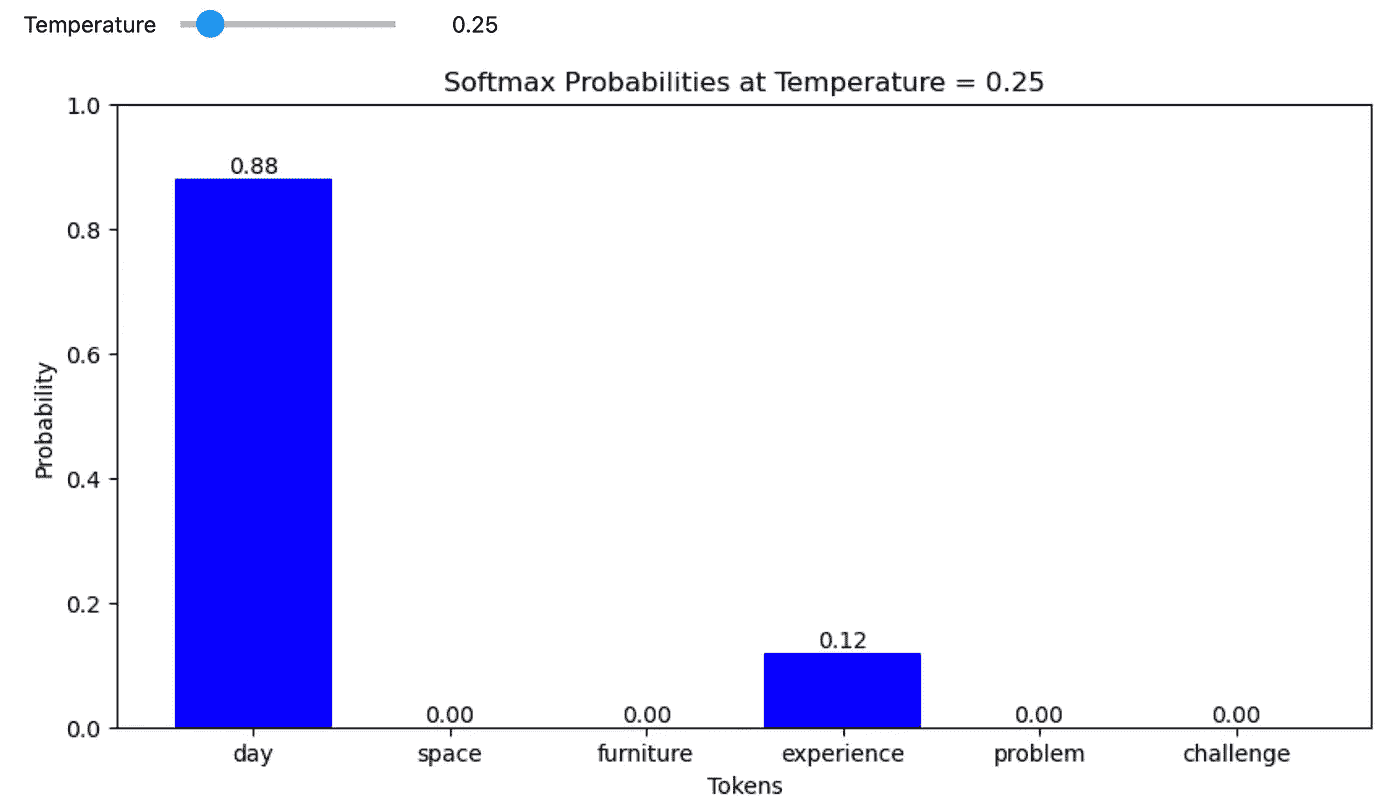 Temperature 0.25
Softmax Probabilities at Temperature = 0.25
1.0
0.88
0.8
0.6
Probability
0.4
0.2
0.12
0.00 0.00 0.00 0.00
0.0
day space furniture experience problem challenge
Tokens